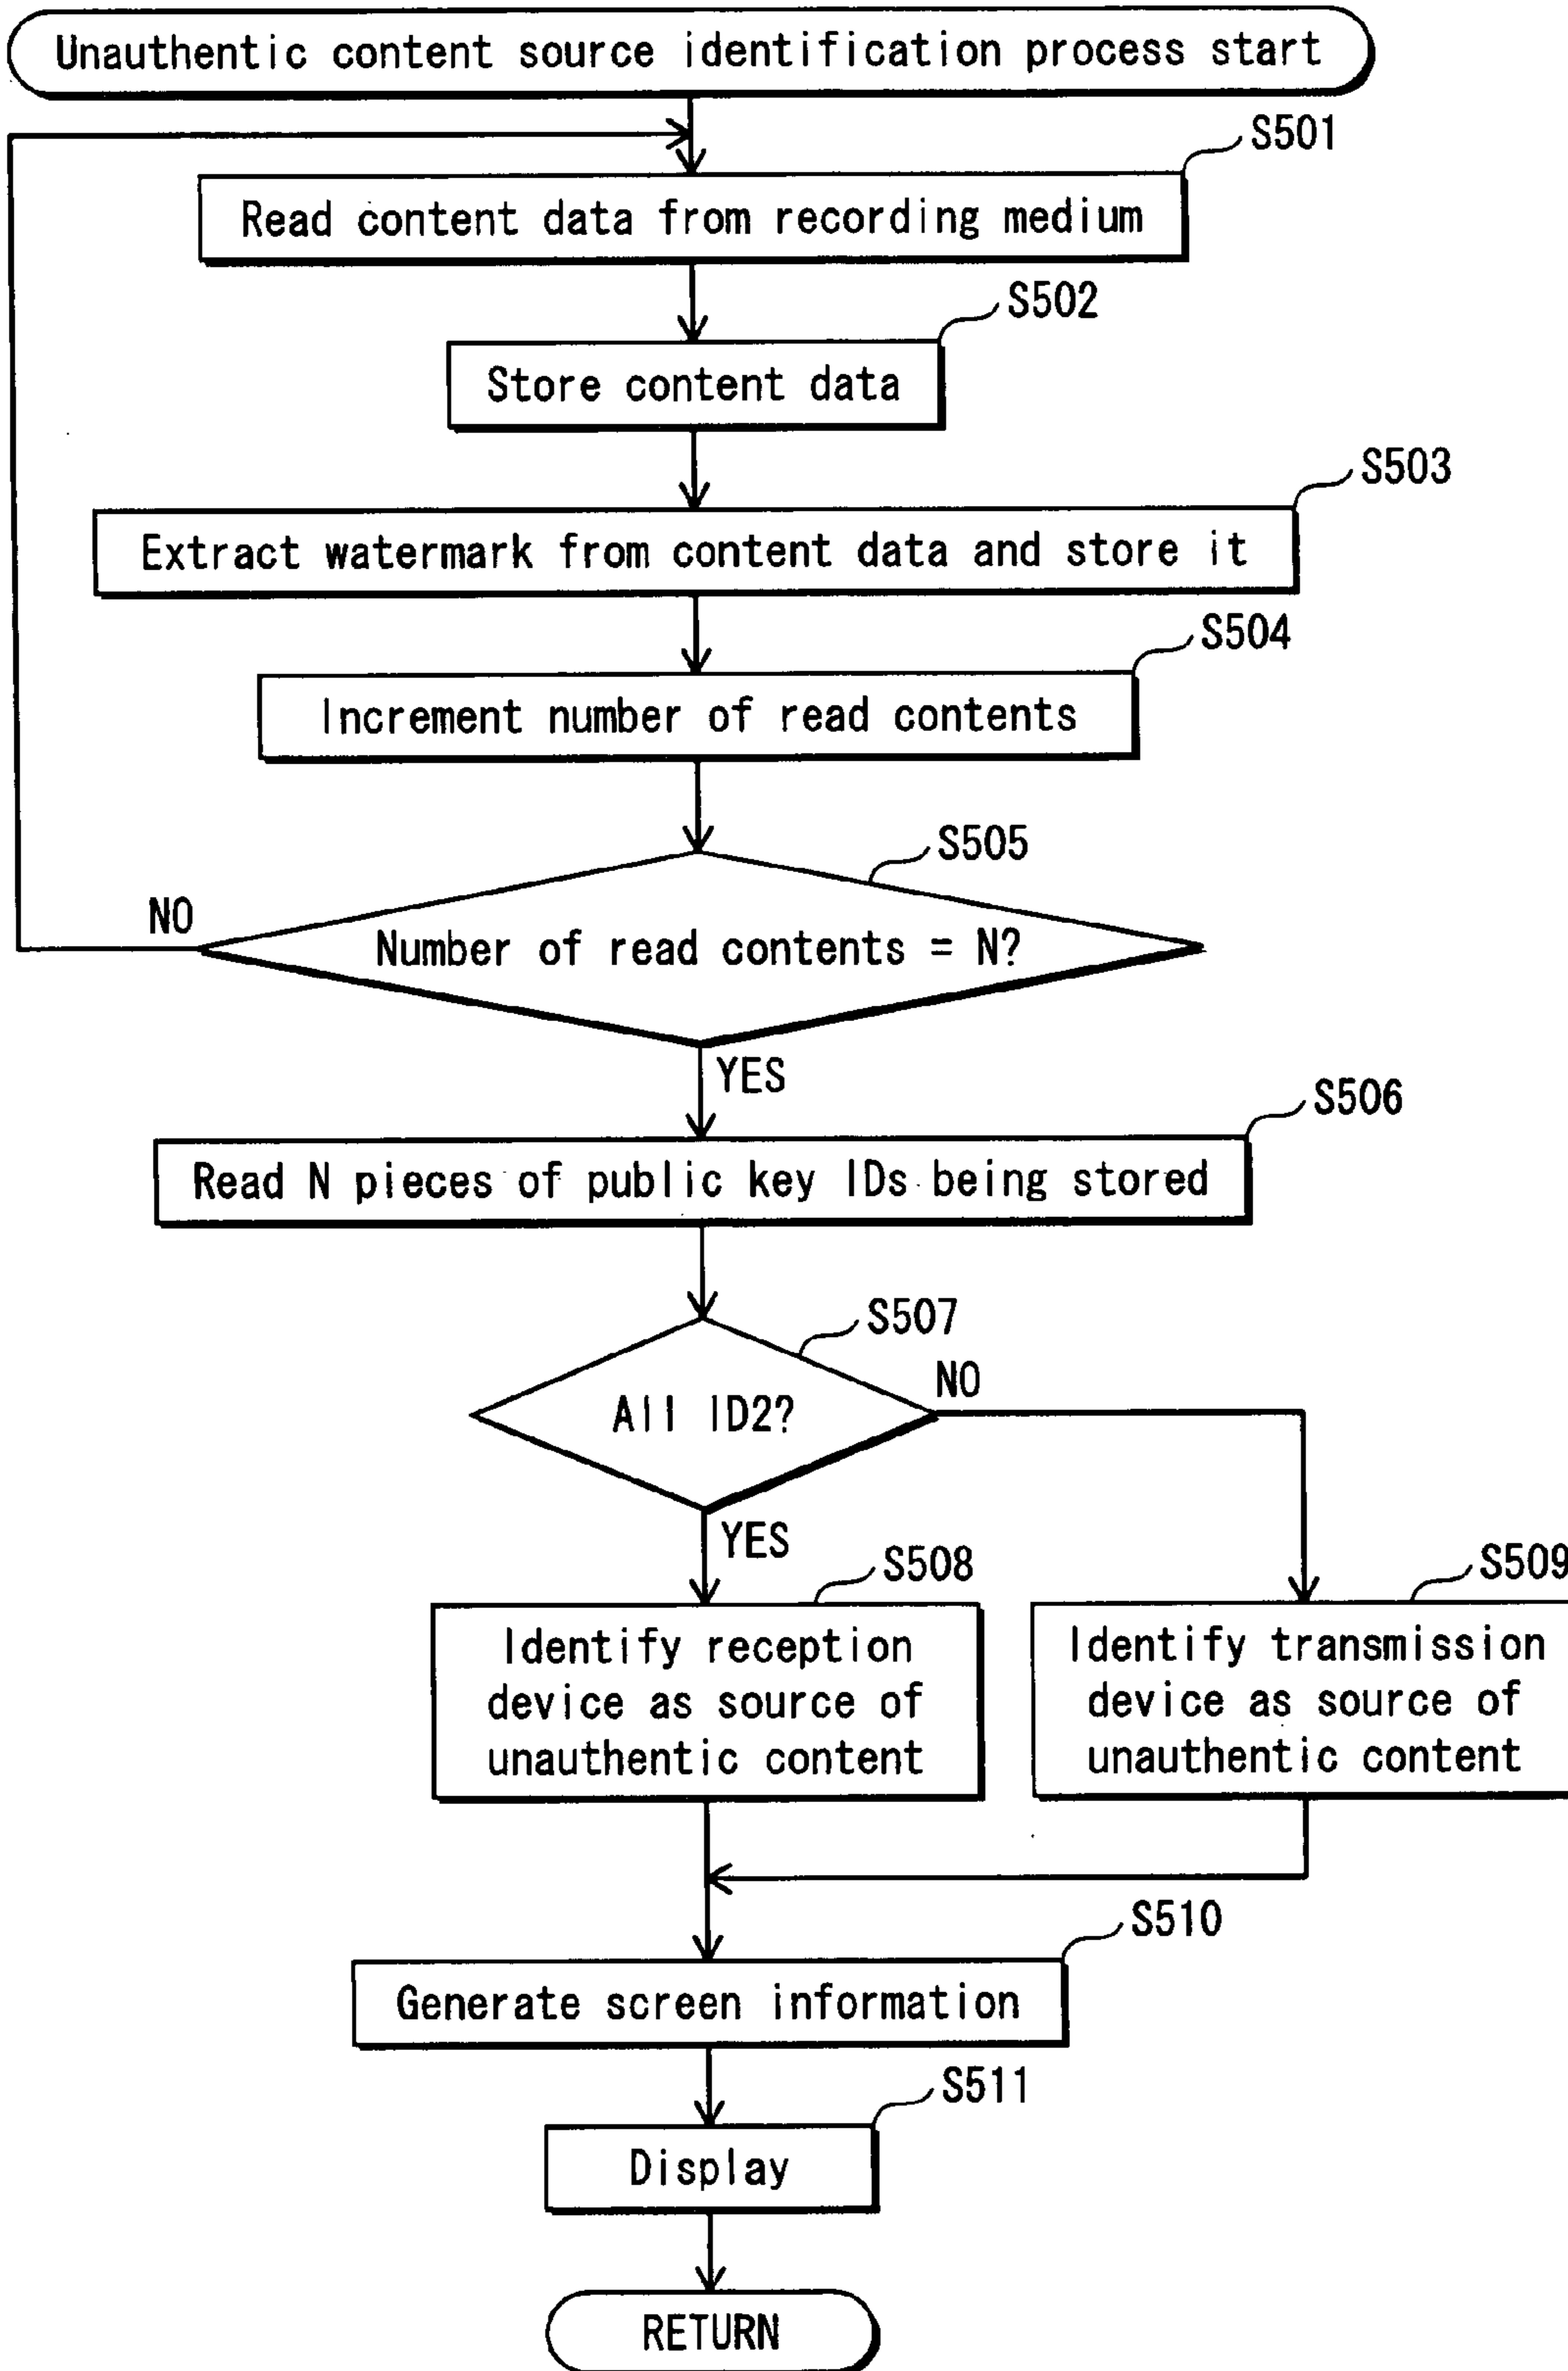 Unauthentic content source identification process start
S501
Read content data from recording medium
S502
Store content data
S503
Extract watermark from content data and store it
S504
Increment number of read contents
S505
NO
Number of read contents = N?
YES
S506
Read N pieces of public key IDs being stored
S507
NO
All ID2?
YES
S508
Identify reception
device as source of
unauthentic content
S509
Identify transmission
device as source of
unauthentic content
S510
Generate screen information
S511
Display
RETURN